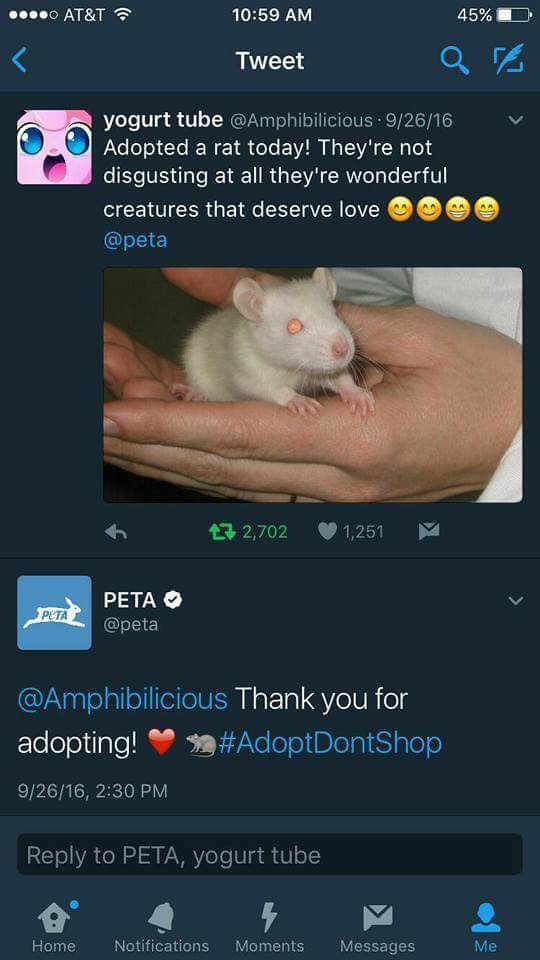 AT&T 10:59 AM 45%
Tweet
yogurt tube @Amphibilicious · 9/26/16
Adopted a rat today! They're not
disgusting at all they're wonderful
creatures that deserve love 😊😊😁😁
@peta
2,702 1,251
PETA
PETA
@peta
@Amphibilicious Thank you for
adopting! ❤️ 🐀#AdoptDontShop
9/26/16, 2:30 PM
Reply to PETA, yogurt tube
Home Notifications Moments Messages Me